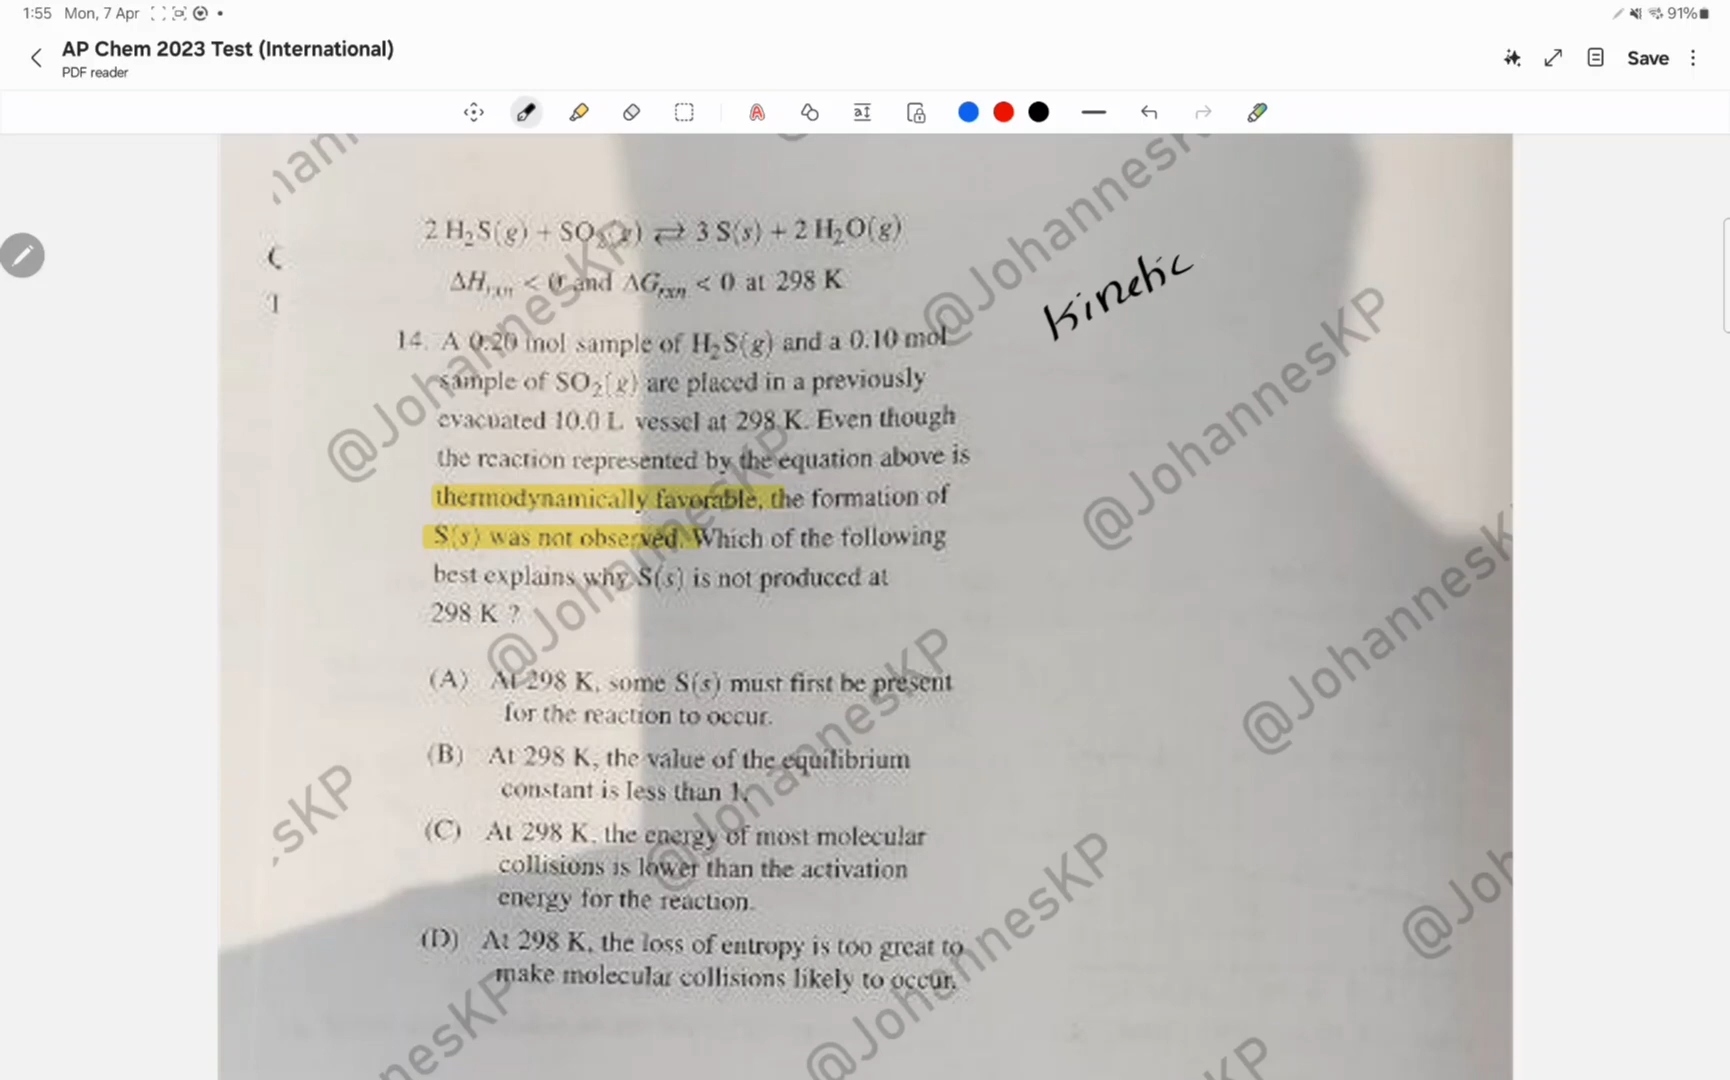 1:55 Mon, 7 Apr 91%
AP Chem 2023 Test (International)
PDF reader
Save
2 H₂S(g) + SO₂(g) ⇄ 3 S(s) + 2 H₂O(g)
ΔHrxn < 0 and ΔGrxn < 0 at 298 K
kinetic
14. A 0.20 mol sample of H₂S(g) and a 0.10 mol
sample of SO₂(g) are placed in a previously
evacuated 10.0 L vessel at 298 K. Even though
the reaction represented by the equation above is
thermodynamically favorable, the formation of
S(s) was not observed. Which of the following
best explains why S(s) is not produced at
298 K ?
(A) At 298 K, some S(s) must first be present
for the reaction to occur.
(B) At 298 K, the value of the equilibrium
constant is less than 1.
(C) At 298 K, the energy of most molecular
collisions is lower than the activation
energy for the reaction.
(D) At 298 K, the loss of entropy is too great to
make molecular collisions likely to occur.
@JohannesKP
@JohannesKP
@JohannesKP
@JohannesKP
@JohannesKP
@JohannesKP
@JohannesKP
@Joh
sKP